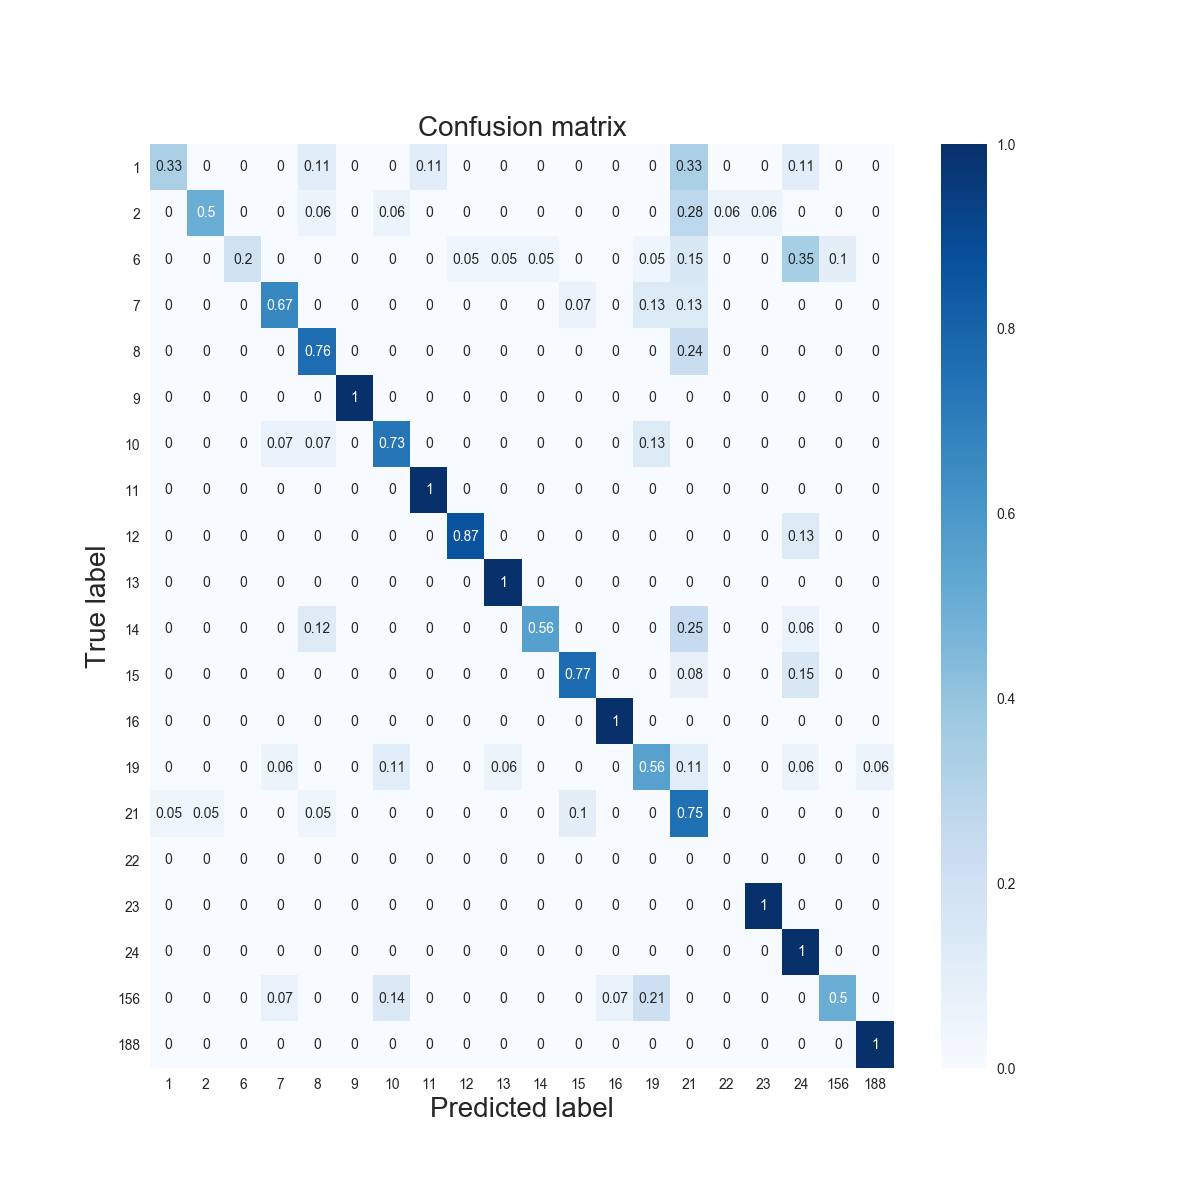 Confusion matrix
1 0.33 0 0 0 0.11 0 0 0.11 0 0 0 0 0 0 0.33 0 0 0.11 0 0
2 0 0.5 0 0 0.06 0 0.06 0 0 0 0 0 0 0 0.28 0.06 0.06 0 0 0
6 0 0 0.2 0 0 0 0 0 0.05 0.05 0.05 0 0 0.05 0.15 0 0 0.35 0.1 0
7 0 0 0 0.67 0 0 0 0 0 0 0 0.07 0 0.13 0.13 0 0 0 0 0
8 0 0 0 0 0.76 0 0 0 0 0 0 0 0 0 0.24 0 0 0 0 0
9 0 0 0 0 0 1 0 0 0 0 0 0 0 0 0 0 0 0 0 0
10 0 0 0 0.07 0.07 0 0.73 0 0 0 0 0 0 0.13 0 0 0 0 0 0
11 0 0 0 0 0 0 0 1 0 0 0 0 0 0 0 0 0 0 0 0
12 0 0 0 0 0 0 0 0 0.87 0 0 0 0 0 0 0 0 0.13 0 0
13 0 0 0 0 0 0 0 0 0 1 0 0 0 0 0 0 0 0 0 0
14 0 0 0 0 0.12 0 0 0 0 0 0.56 0 0 0 0.25 0 0 0.06 0 0
15 0 0 0 0 0 0 0 0 0 0 0 0.77 0 0 0.08 0 0 0.15 0 0
16 0 0 0 0 0 0 0 0 0 0 0 0 1 0 0 0 0 0 0 0
19 0 0 0 0.06 0 0 0.11 0 0 0.06 0 0 0 0.56 0.11 0 0 0.06 0 0.06
21 0.05 0.05 0 0 0.05 0 0 0 0 0 0 0.1 0 0 0.75 0 0 0 0 0
22 0 0 0 0 0 0 0 0 0 0 0 0 0 0 0 0 0 0 0 0
23 0 0 0 0 0 0 0 0 0 0 0 0 0 0 0 0 1 0 0 0
24 0 0 0 0 0 0 0 0 0 0 0 0 0 0 0 0 0 1 0 0
156 0 0 0 0.07 0 0 0.14 0 0 0 0 0 0.07 0.21 0 0 0 0 0.5 0
188 0 0 0 0 0 0 0 0 0 0 0 0 0 0 0 0 0 0 0 1
1 2 6 7 8 9 10 11 12 13 14 15 16 19 21 22 23 24 156 188
Predicted label
True label
1.0
0.8
0.6
0.4
0.2
0.0